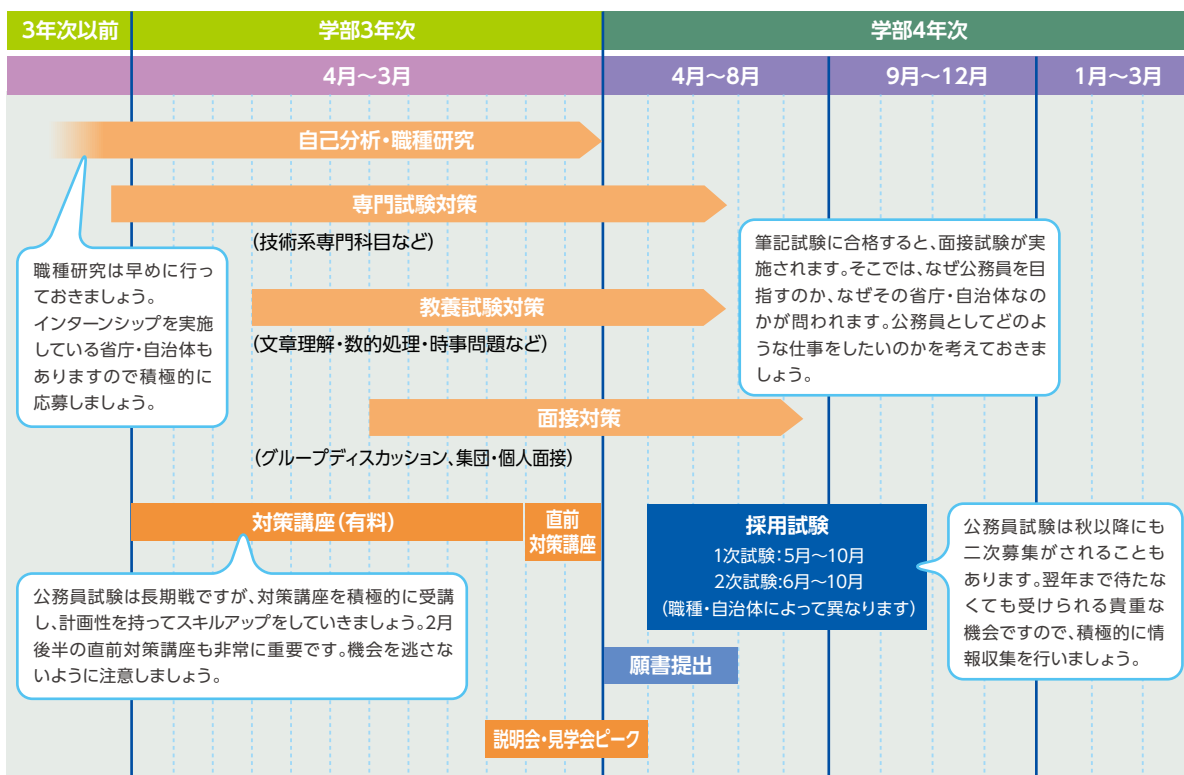 3年次以前
学部3年次
学部4年次
4月～3月
4月～8月
9月～12月
1月～3月
自己分析・職種研究
専門試験対策
(技術系専門科目など)
職種研究は早めに行っ
ておきましょう。
インターンシップを実施
している省庁・自治体も
ありますので積極的に
応募しましょう。
筆記試験に合格すると、面接試験が実
施されます。そこでは、なぜ公務員を目
指すのか、なぜその省庁・自治体なの
かが問われます。公務員としてどのよ
うな仕事をしたいのかを考えておきま
しょう。
教養試験対策
(文章理解・数的処理・時事問題など)
面接対策
(グループディスカッション、集団・個人面接)
対策講座(有料)
直前
対策講座
採用試験
1次試験：5月～10月
2次試験：6月～10月
(職種・自治体によって異なります)
公務員試験は秋以降にも
二次募集がされることも
あります。翌年まで待たな
くても受けられる貴重な
機会ですので、積極的に情
報収集を行いましょう。
公務員試験は長期戦ですが、対策講座を積極的に受講
し、計画性を持ってスキルアップをしていきましょう。2月
後半の直前対策講座も非常に重要です。機会を逃さな
いように注意しましょう。
願書提出
説明会・見学会ピーク